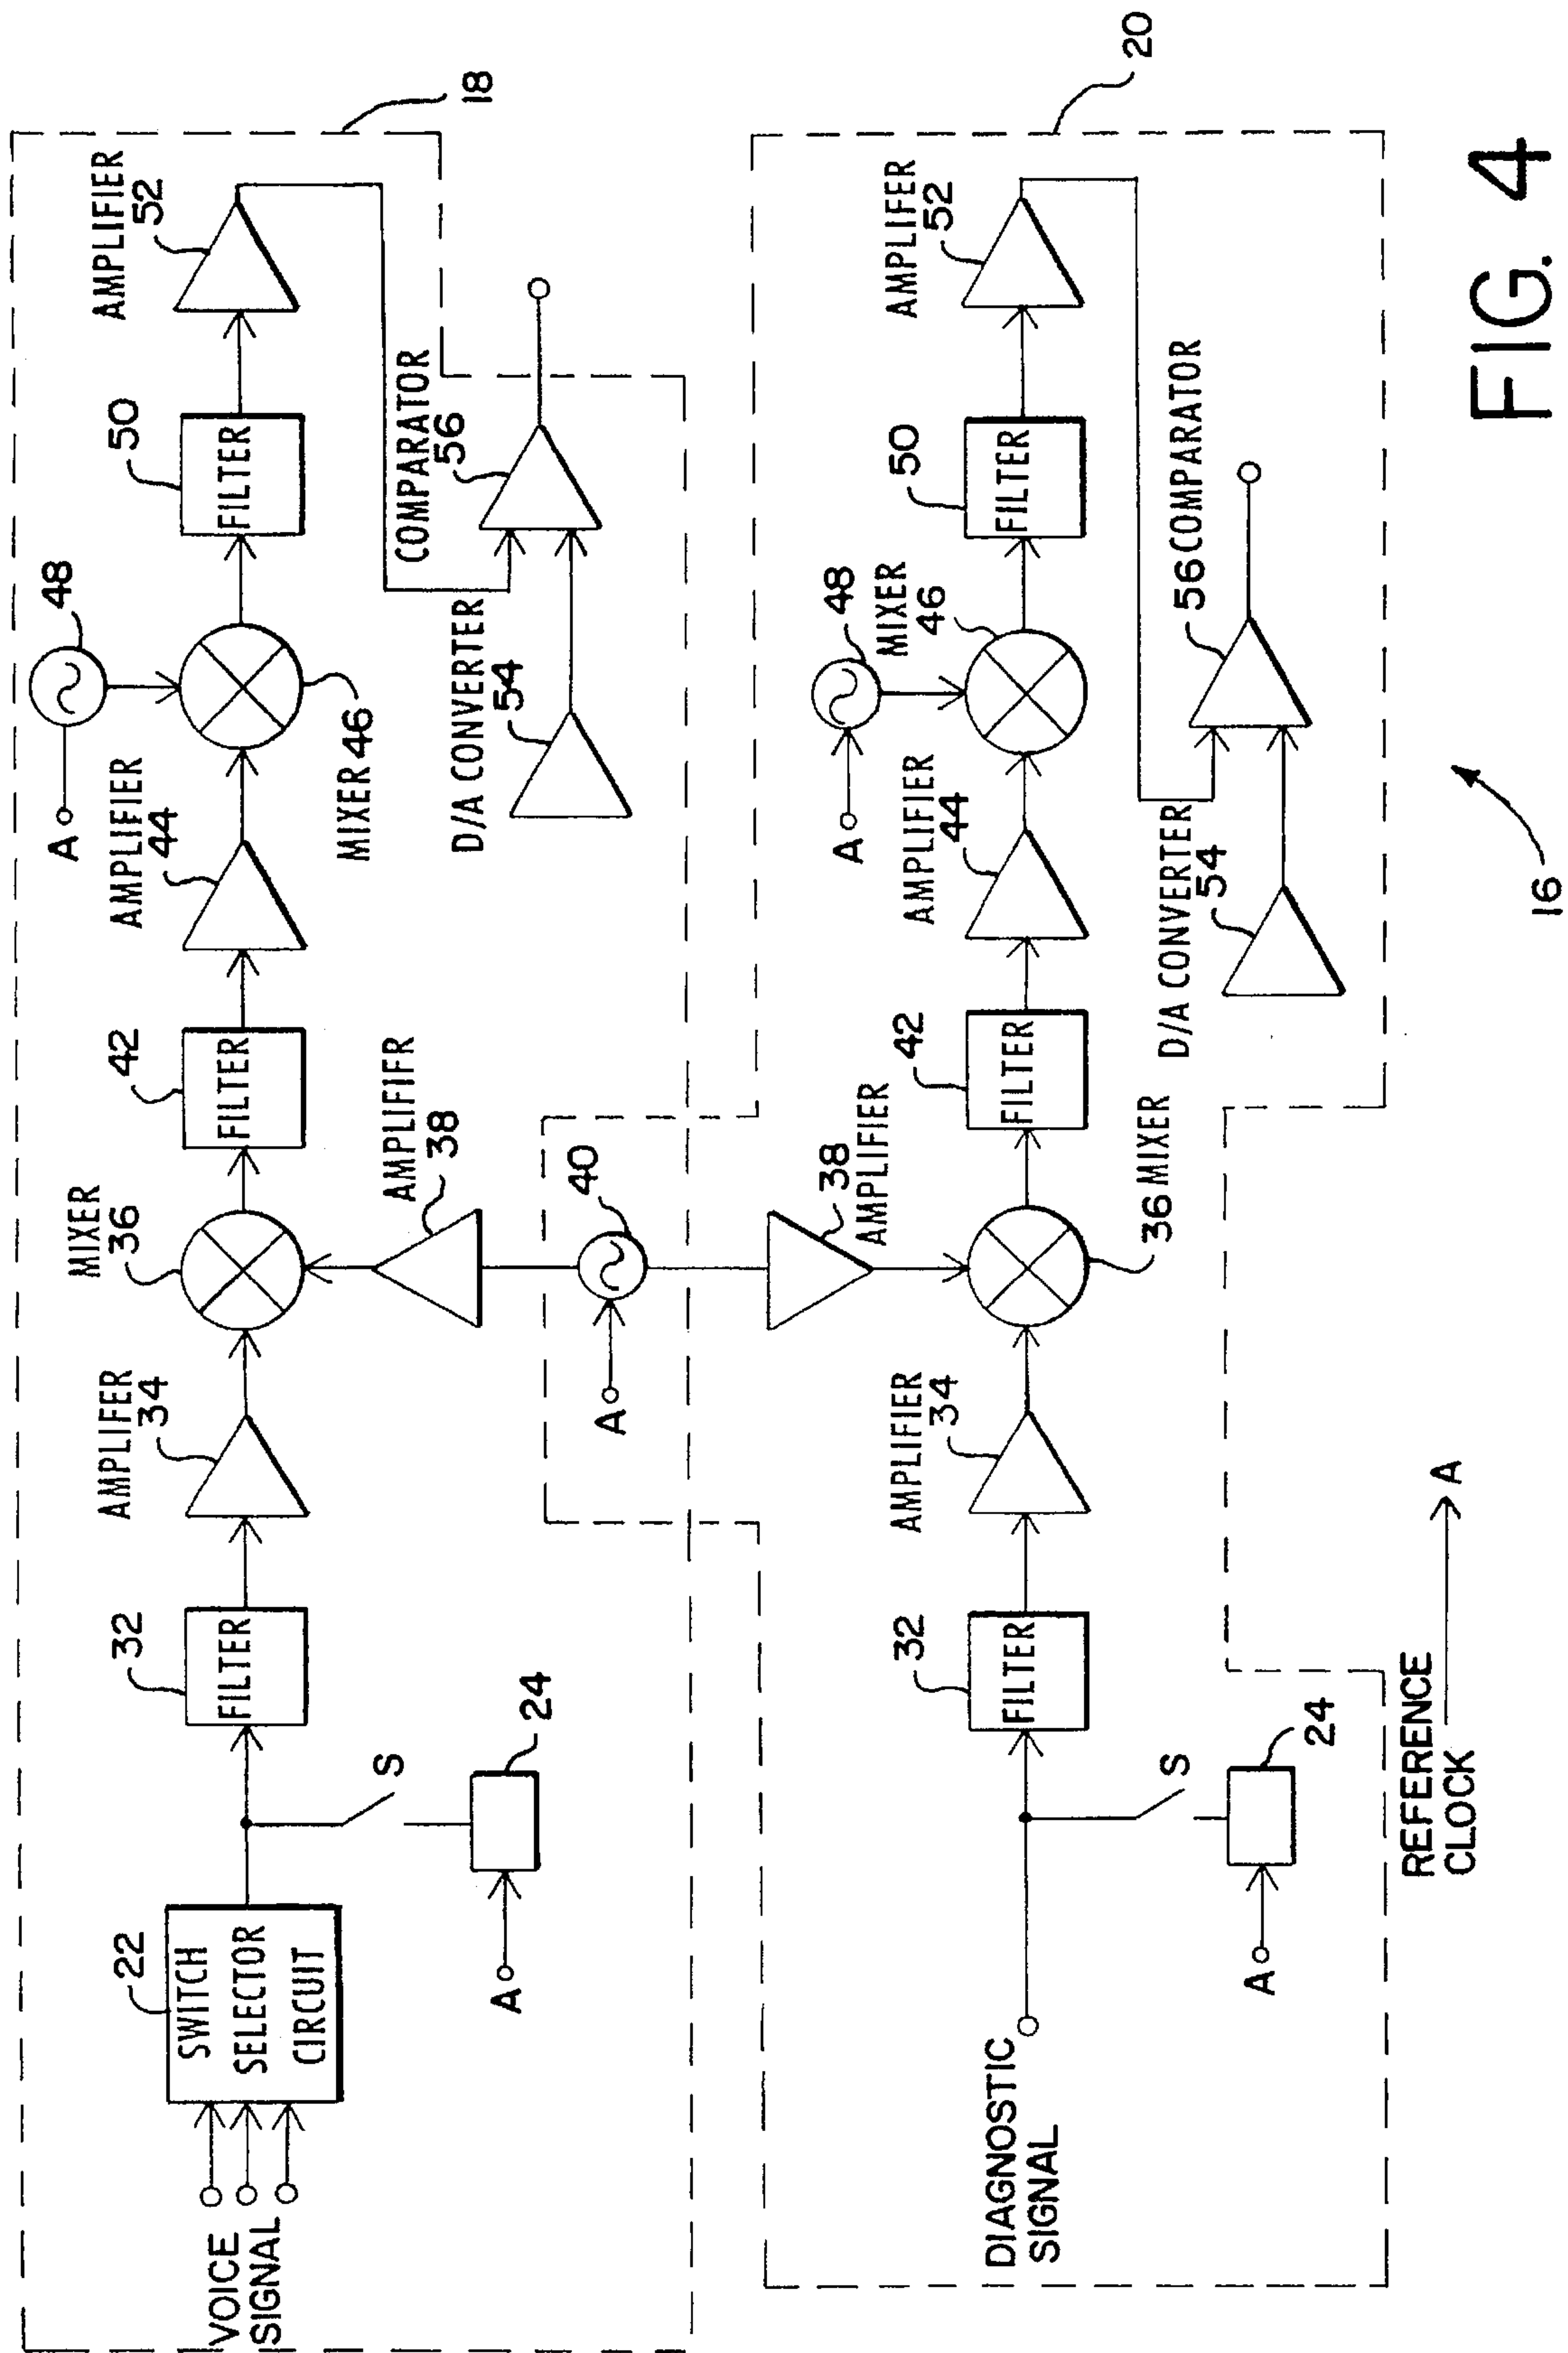 18
AMPLIFIER
52
50
FILTER
48
A
MIXER 46
AMPLIFIER
44
42
FILTER
MIXER
36
AMPLIFIFR
38
AMPLIFER
34
32
FILTER
22
SWITCH
SELECTOR
CIRCUIT
VOICE
SIGNAL
S
24
A
COMPARATOR
56
D/A CONVERTER
54
40
A
20
AMPLIFER
52
50
FILTER
48
MIXER
46
A
AMPLIFIER
44
42
FILTER
38
AMPLIFIER
36 MIXER
AMPLIFIER
34
32
FILTER
DIAGNOSTIC
SIGNAL
S
24
A
56 COMPARATOR
D/A CONVERTER
54
REFERENCE
CLOCK
A
16
FIG. 4